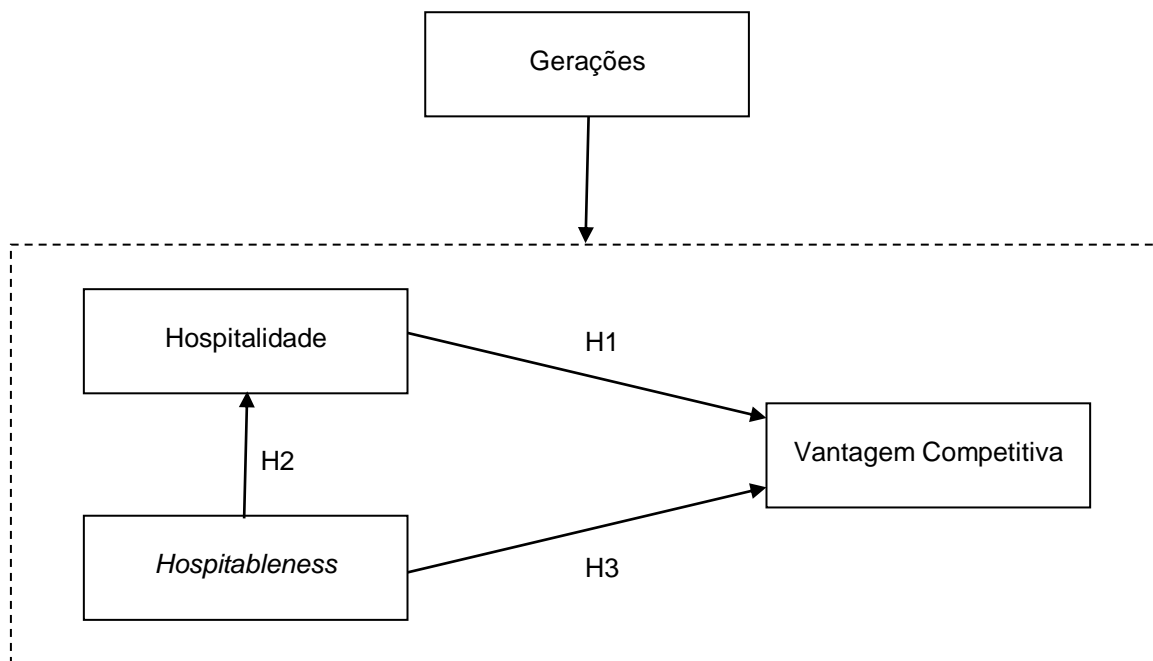 Gerações
Hospitalidade
H1
Vantagem Competitiva
H2
Hospitableness
H3